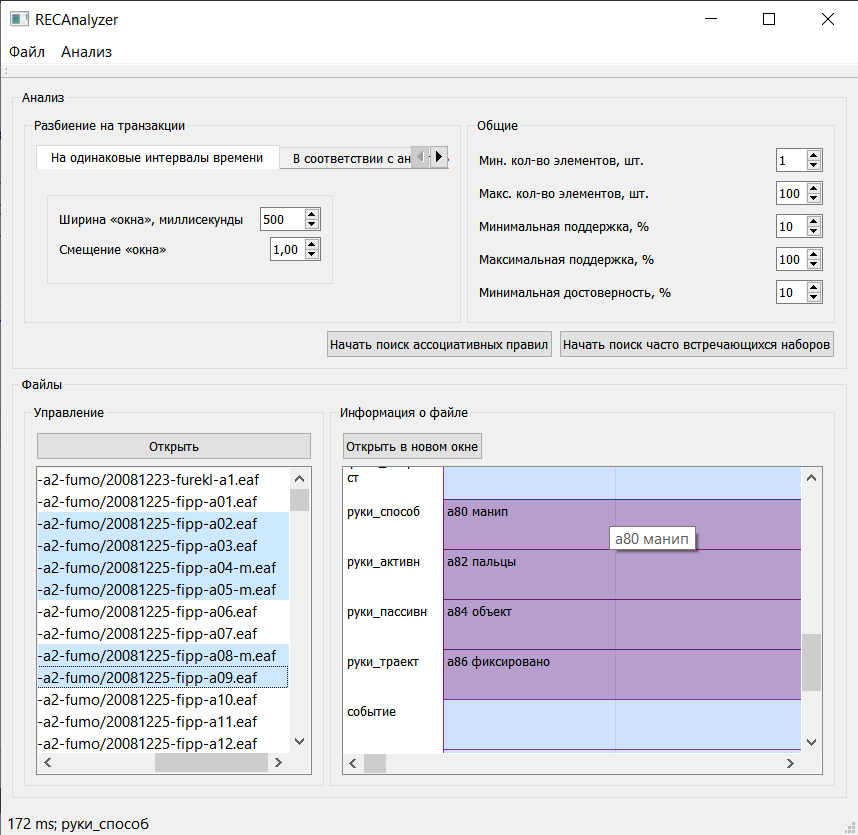 RECAnalyzer
Файл Анализ
Анализ
Разбиение на транзакции
На одинаковые интервалы времени
В соответствии с
Ширина «окна», миллисекунды 500
Смещение «окна» 1,00
Общие
Мин. кол-во элементов, шт. 1
Макс. кол-во элементов, шт. 100
Минимальная поддержка, % 10
Максимальная поддержка, % 100
Минимальная достоверность, % 10
Начать поиск ассоциативных правил
Начать поиск часто встречающихся наборов
Файлы
Управление
Открыть
-a2-fumo/20081223-furekl-a1.eaf
-a2-fumo/20081225-fipp-a01.eaf
-a2-fumo/20081225-fipp-a02.eaf
-a2-fumo/20081225-fipp-a03.eaf
-a2-fumo/20081225-fipp-a04-m.eaf
-a2-fumo/20081225-fipp-a05-m.eaf
-a2-fumo/20081225-fipp-a06.eaf
-a2-fumo/20081225-fipp-a07.eaf
-a2-fumo/20081225-fipp-a08-m.eaf
-a2-fumo/20081225-fipp-a09.eaf
-a2-fumo/20081225-fipp-a10.eaf
-a2-fumo/20081225-fipp-a11.eaf
-a2-fumo/20081225-fipp-a12.eaf
Информация о файле
Открыть в новом окне
ст
руки_способ a80 манип
a80 манип
руки_активн a82 пальцы
руки_пассивн a84 объект
руки_траект a86 фиксировано
событие
172 ms; руки_способ